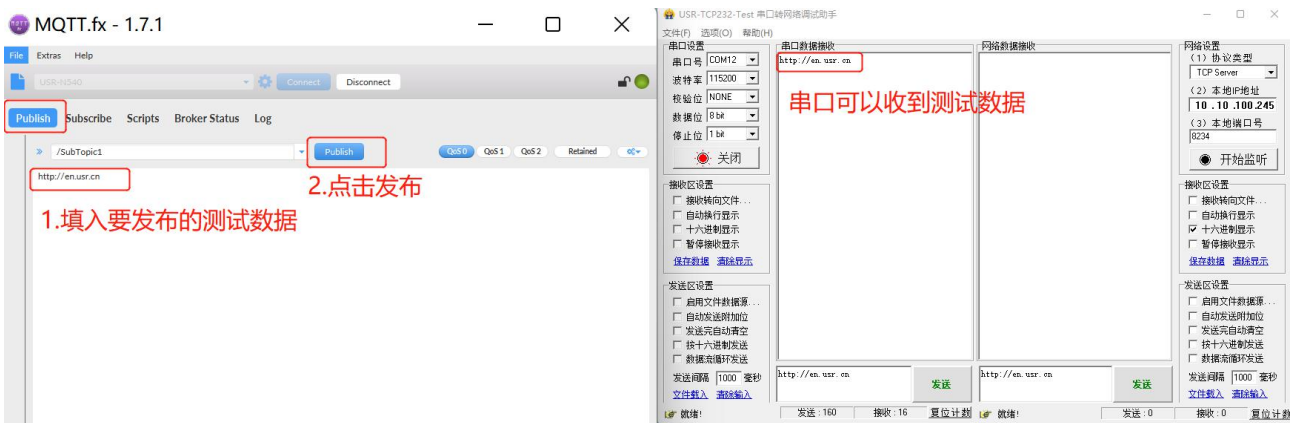 MQTT.fx - 1.7.1
File Extras Help
USR-N540 Connect Disconnect
Publish Subscribe Scripts Broker Status Log
/SubTopic1 Publish QoS 0 QoS 1 QoS 2 Retained
http://en.usr.cn
2.点击发布
1.填入要发布的测试数据
USR-TCP232-Test 串口转网络调试助手
文件(F) 选项(O) 帮助(H)
串口设置
串口号 COM12
波特率 115200
校验位 NONE
数据位 8 bit
停止位 1 bit
关闭
接收区设置
接收转向文件...
自动换行显示
十六进制显示
暂停接收显示
保存数据 清除显示
发送区设置
启用文件数据源...
自动发送附加位
发送完自动清空
按十六进制发送
数据流循环发送
发送间隔 1000 毫秒
文件载入 清除输入
就绪!
串口数据接收
http://en.usr.cn
串口可以收到测试数据
http://en.usr.cn
发送
发送 : 160 接收 : 16 复位计数
网络数据接收
http://en.usr.cn
发送
就绪!
发送 : 0 接收 : 0 复位计数
网络设置
(1) 协议类型
TCP Server
(2) 本地IP地址
10 .10 .100.245
(3) 本地端口号
8234
开始监听
接收区设置
接收转向文件...
自动换行显示
十六进制显示
暂停接收显示
保存数据 清除显示
发送区设置
启用文件数据源...
自动发送附加位
发送完自动清空
按十六进制发送
数据流循环发送
发送间隔 1000 毫秒
文件载入 清除输入